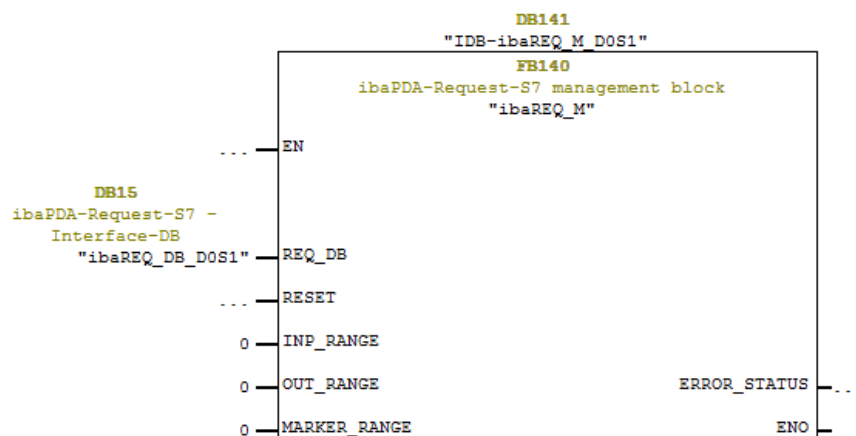 DB141
"IDB-ibaREQ_M_D0S1"
FB140
ibaPDA-Request-S7 management block
"ibaREQ_M"
... EN
DB15
ibaPDA-Request-S7 -
Interface-DB
"ibaREQ_DB_D0S1" REQ_DB
... RESET
0 INP_RANGE
0 OUT_RANGE ERROR_STATUS ..
0 MARKER_RANGE ENO